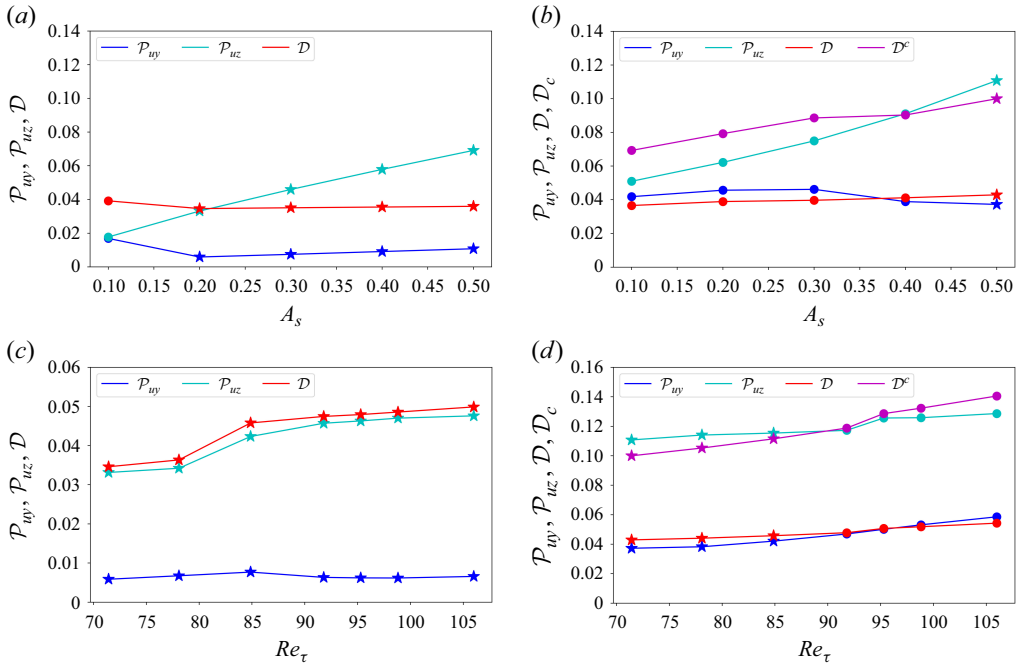 (a)
0.14
0.12
0.10
0.08
0.06
0.04
0.02
0
𝒫uy 𝒫uz 𝒟
𝒫uy, 𝒫uz, 𝒟
0.10 0.15 0.20 0.25 0.30 0.35 0.40 0.45 0.50
As
(b)
0.14
0.12
0.10
0.08
0.06
0.04
0.02
0
𝒫uy 𝒫uz 𝒟 𝒟c
𝒫uy, 𝒫uz, 𝒟, 𝒟c
0.10 0.15 0.20 0.25 0.30 0.35 0.40 0.45 0.50
As
(c)
0.06
0.05
0.04
0.03
0.02
0.01
0
𝒫uy 𝒫uz 𝒟
𝒫uy, 𝒫uz, 𝒟
70 75 80 85 90 95 100 105
Reτ
(d)
0.16
0.14
0.12
0.10
0.08
0.06
0.04
0.02
0
𝒫uy 𝒫uz 𝒟 𝒟c
𝒫uy, 𝒫uz, 𝒟, 𝒟c
70 75 80 85 90 95 100 105
Reτ